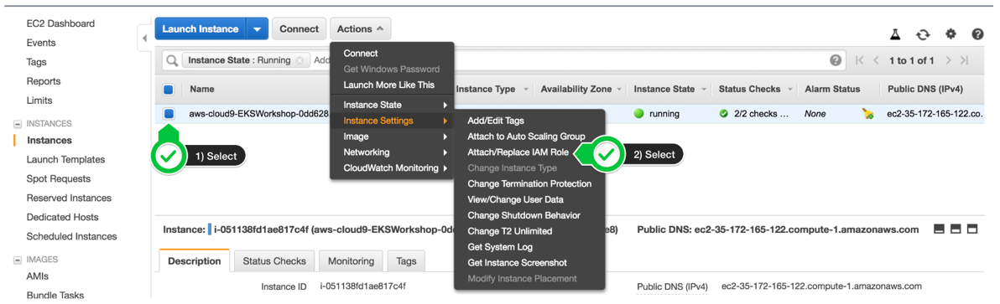 EC2 Dashboard
Events
Tags
Reports
Limits
INSTANCES
Instances
Launch Templates
Spot Requests
Reserved Instances
Dedicated Hosts
Scheduled Instances
IMAGES
AMIs
Bundle Tasks
Launch Instance Connect Actions
Instance State : Running Add 1 to 1 of 1
Name Instance Type Availability Zone Instance State Status Checks Alarm Status Public DNS (IPv4)
aws-cloud9-EKSWorkshop-0dd628 running 2/2 checks ... None ec2-35-172-165-122.co.
1) Select
Connect
Get Windows Password
Launch More Like This
Instance State
Instance Settings
Image
Networking
CloudWatch Monitoring
Add/Edit Tags
Attach to Auto Scaling Group
Attach/Replace IAM Role
Change Instance Type
Change Termination Protection
View/Change User Data
Change Shutdown Behavior
Change T2 Unlimited
Get System Log
Get Instance Screenshot
Modify Instance Placement
2) Select
Instance: i-051138fd1ae817c4f (aws-cloud9-EKSWorkshop-0d e8) Public DNS: ec2-35-172-165-122.compute-1.amazonaws.com
Description Status Checks Monitoring Tags
Instance ID i-051138fd1ae817c4f Public DNS (IPv4) ec2-35-172-165-122.compute-1.amazonaws.com